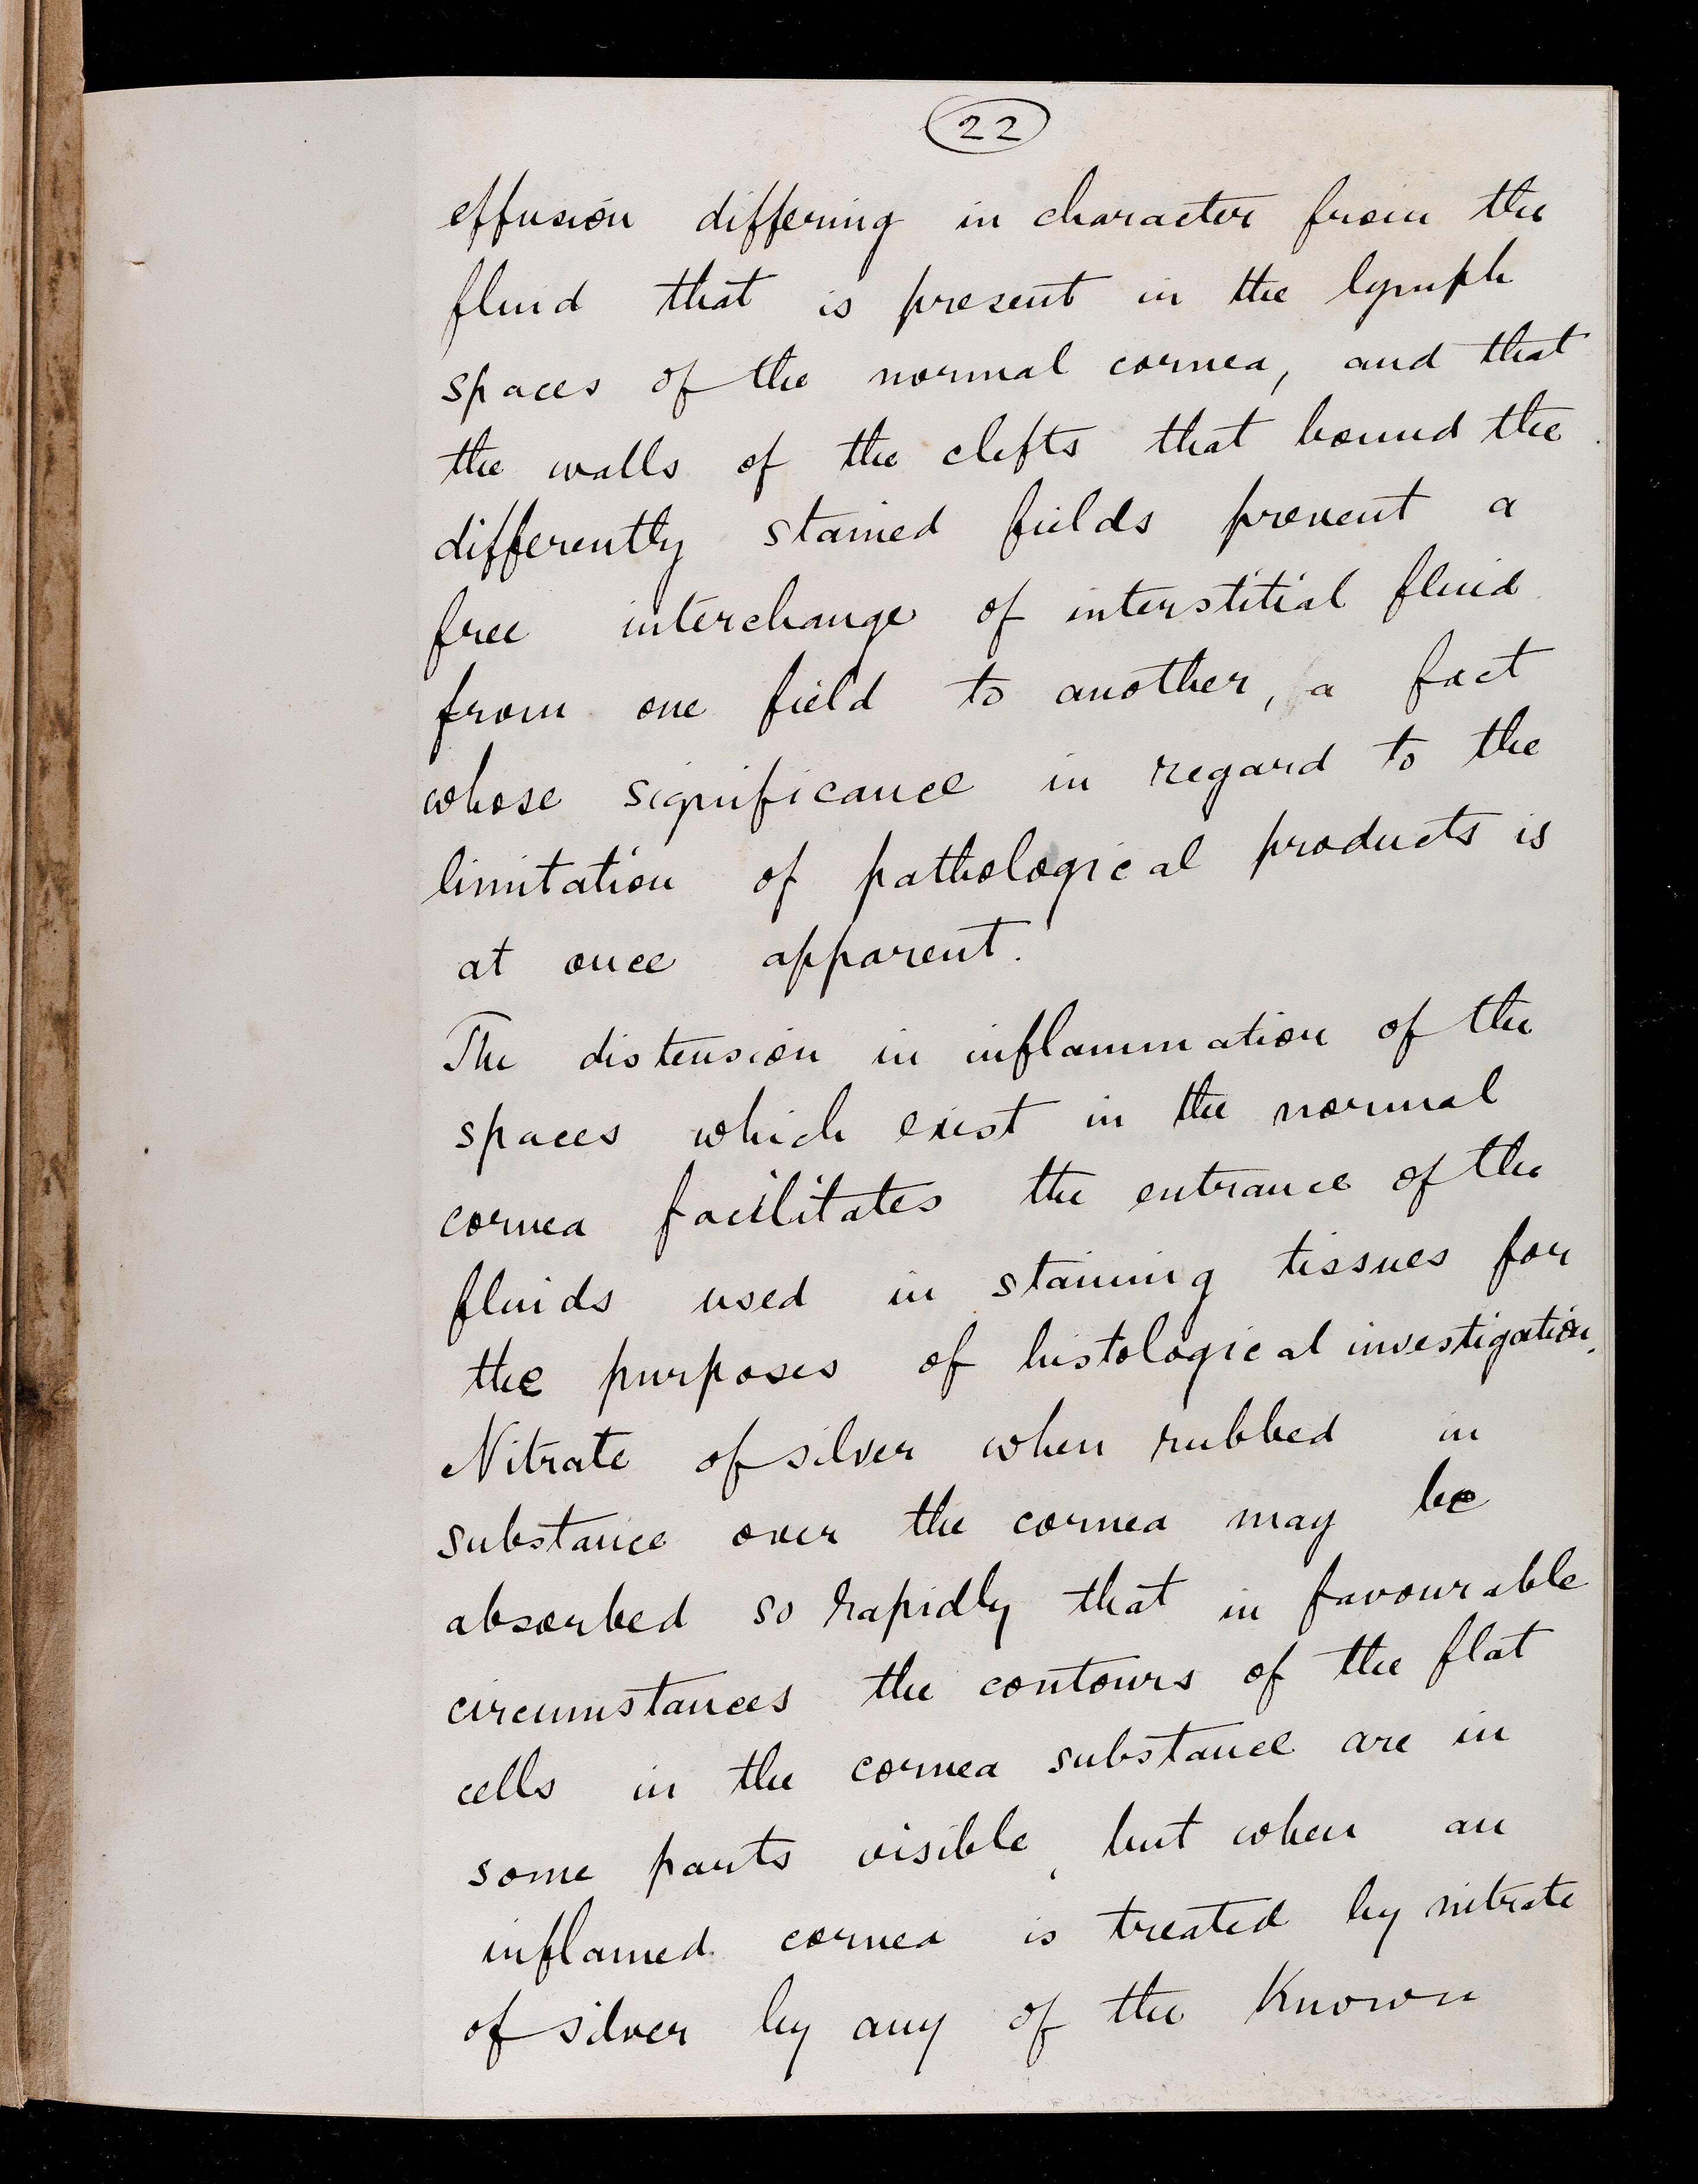 22
effusion differing in character from the
fluid that is present in the lymph
spaces of the normal cornea, and that
the walls of the clefts that bound the
differently stained fields prevent a
free interchange of interstitial fluid
from one field to another, a fact
whose significance in regard to the
limitation of pathological products is
at once apparent.
The distension in inflammation of the
spaces which exist in the normal
cornea facilitates the entrance of the
fluids used in staining tissues for
the purposes of histological investigation.
Nitrate of silver when rubbed in
substance over the cornea may be
absorbed so rapidly that in favourable
circumstances the contours of the flat
cells in the cornea substance are in
some parts visible, but when an
inflamed cornea is treated by nitrate
of silver by any of the known